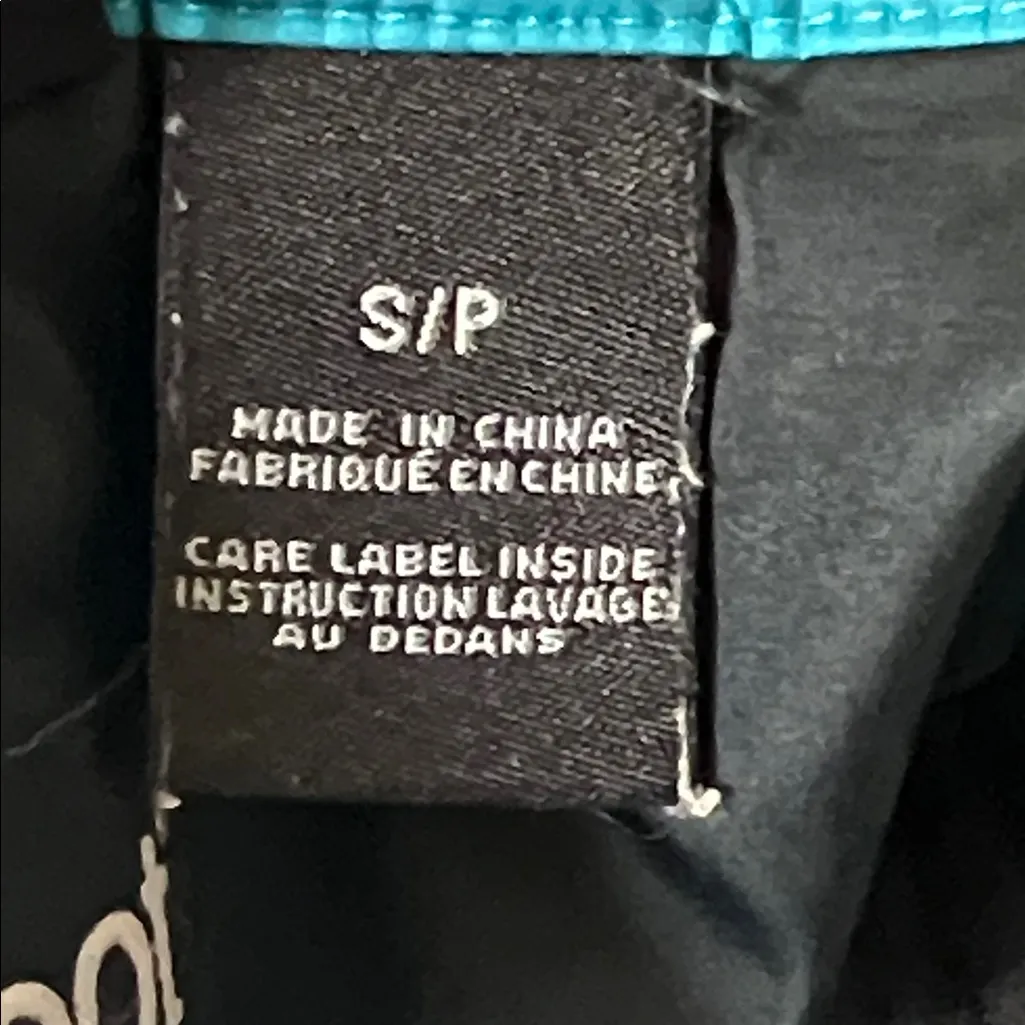 S/P
MADE IN CHINA
FABRIQUÉ EN CHINE
CARE LABEL INSIDE
INSTRUCTION LAVAGE
AU DEDANS